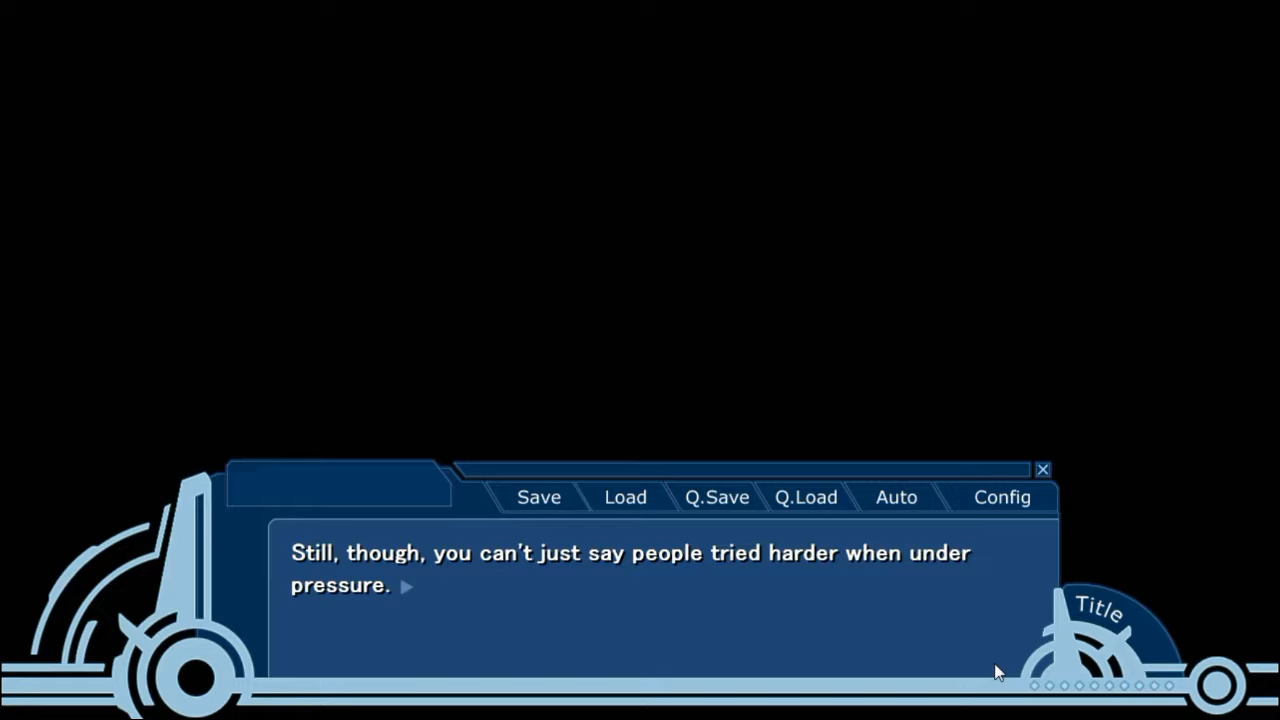 Save Load Q.Save Q.Load Auto Config
Still, though, you can't just say people tried harder when under
pressure.
Title